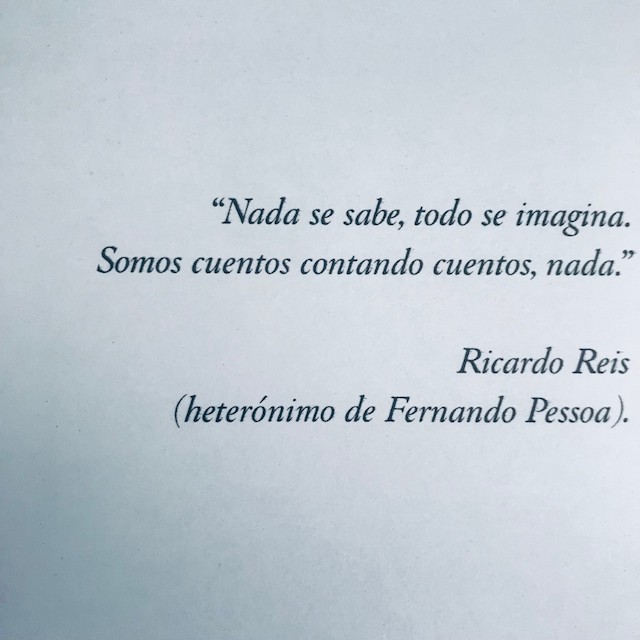 “Nada se sabe, todo se imagina.
Somos cuentos contando cuentos, nada.”
Ricardo Reis
(heterónimo de Fernando Pessoa).